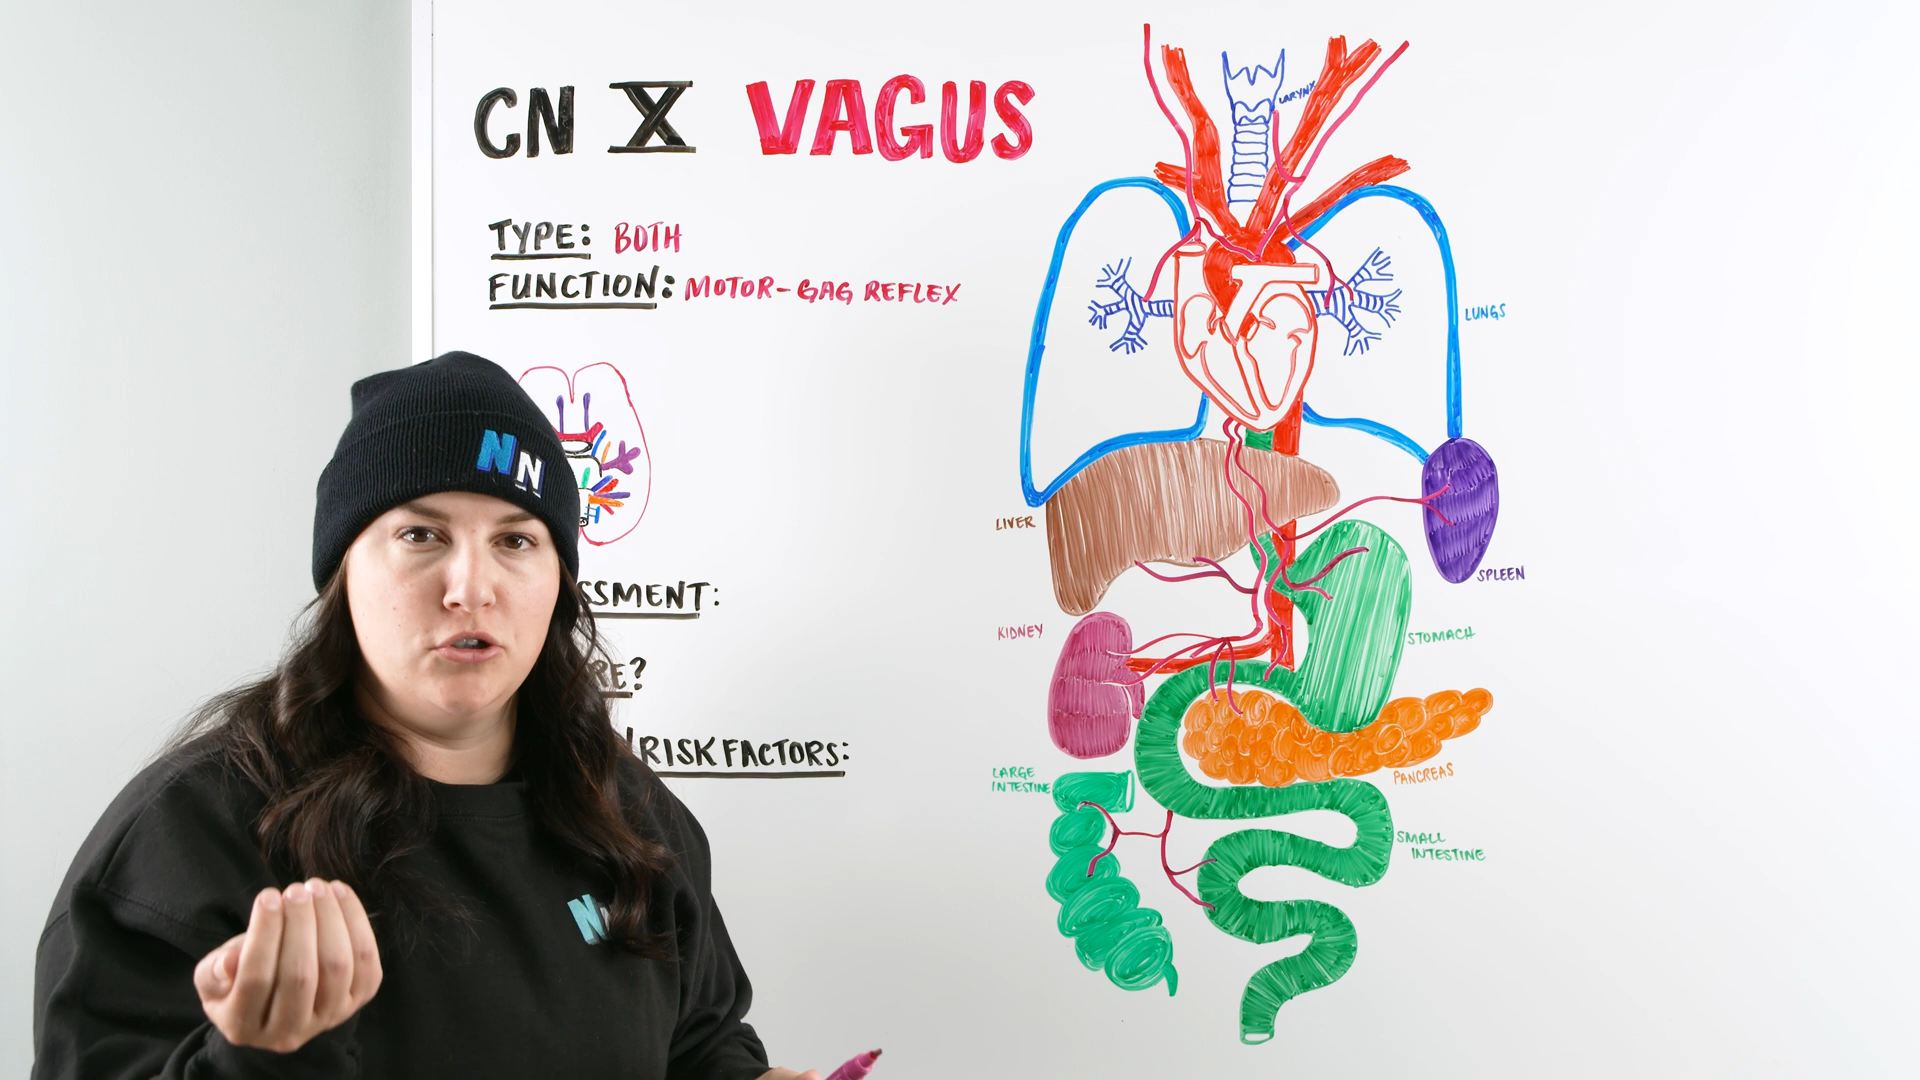 CN X VAGUS
TYPE: BOTH
FUNCTION: MOTOR-GAG REFLEX
SSMENT:
RE?
/RISK FACTORS:
NN
N
LARYNX
LUNGS
LIVER
SPLEEN
KIDNEY
STOMACH
LARGE
INTESTINE
PANCREAS
SMALL
INTESTINE